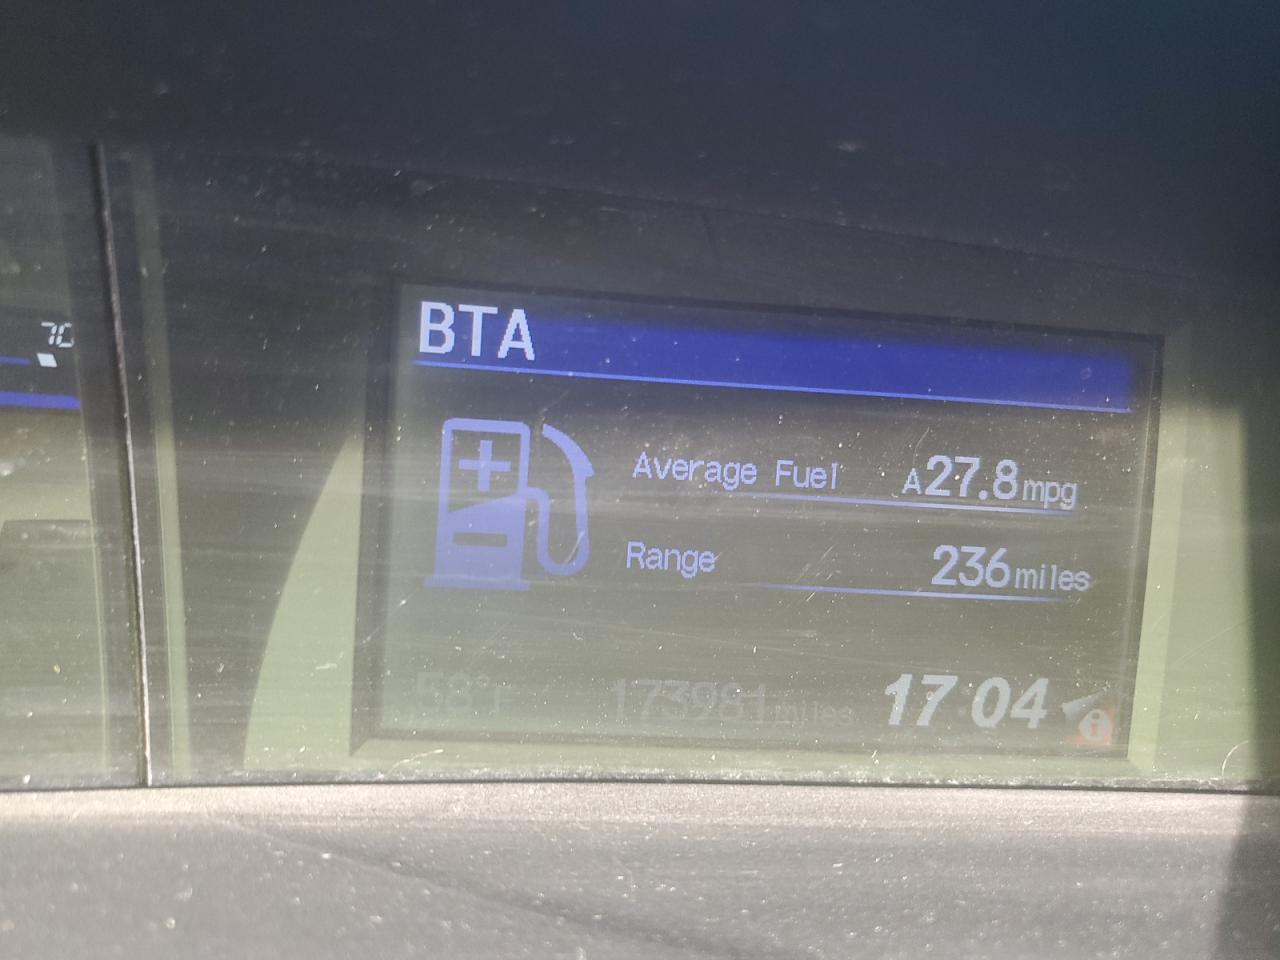 70
BTA
Average Fuel A27.8mpg
Range 236miles
58°F 173981miles 17:04